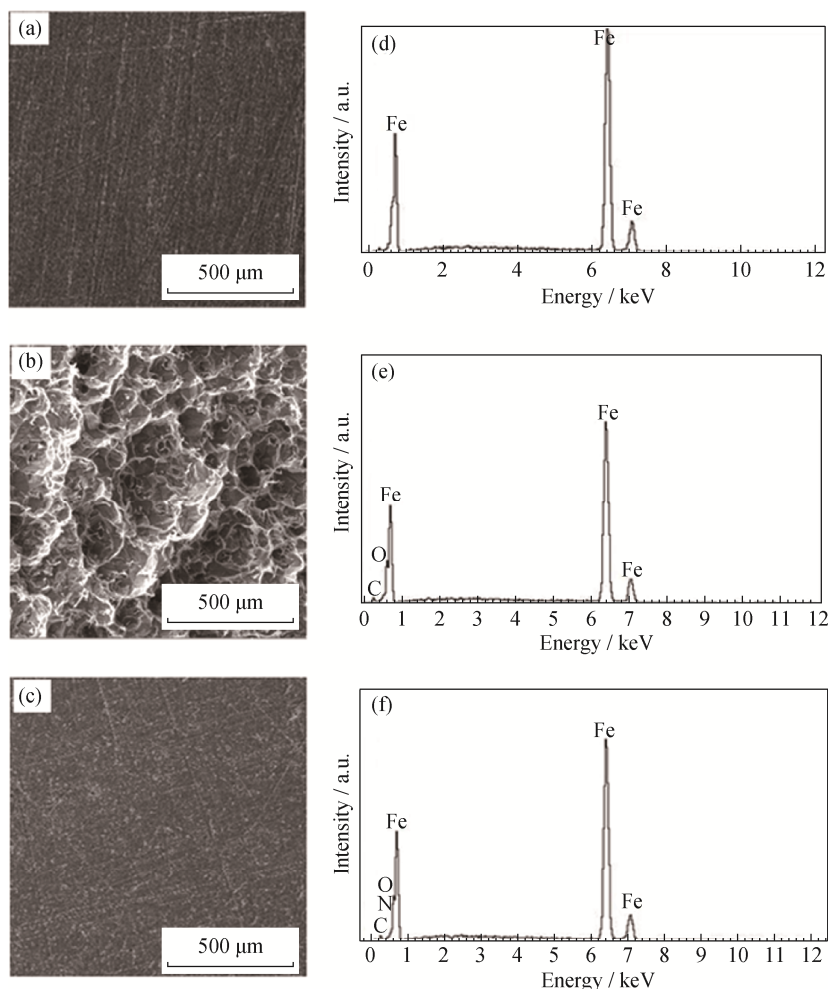 (a)
500 μm
(d)
Fe
Fe
Fe
Intensity / a.u.
0 2 4 6 8 10 12
Energy / keV
(b)
500 μm
(e)
Fe
Fe
O
C
Fe
Intensity / a.u.
0 1 2 3 4 5 6 7 8 9 10 11 12
Energy / keV
(c)
500 μm
(f)
Fe
Fe
O
N
C
Fe
Intensity / a.u.
0 1 2 3 4 5 6 7 8 9 10 11 12
Energy / keV